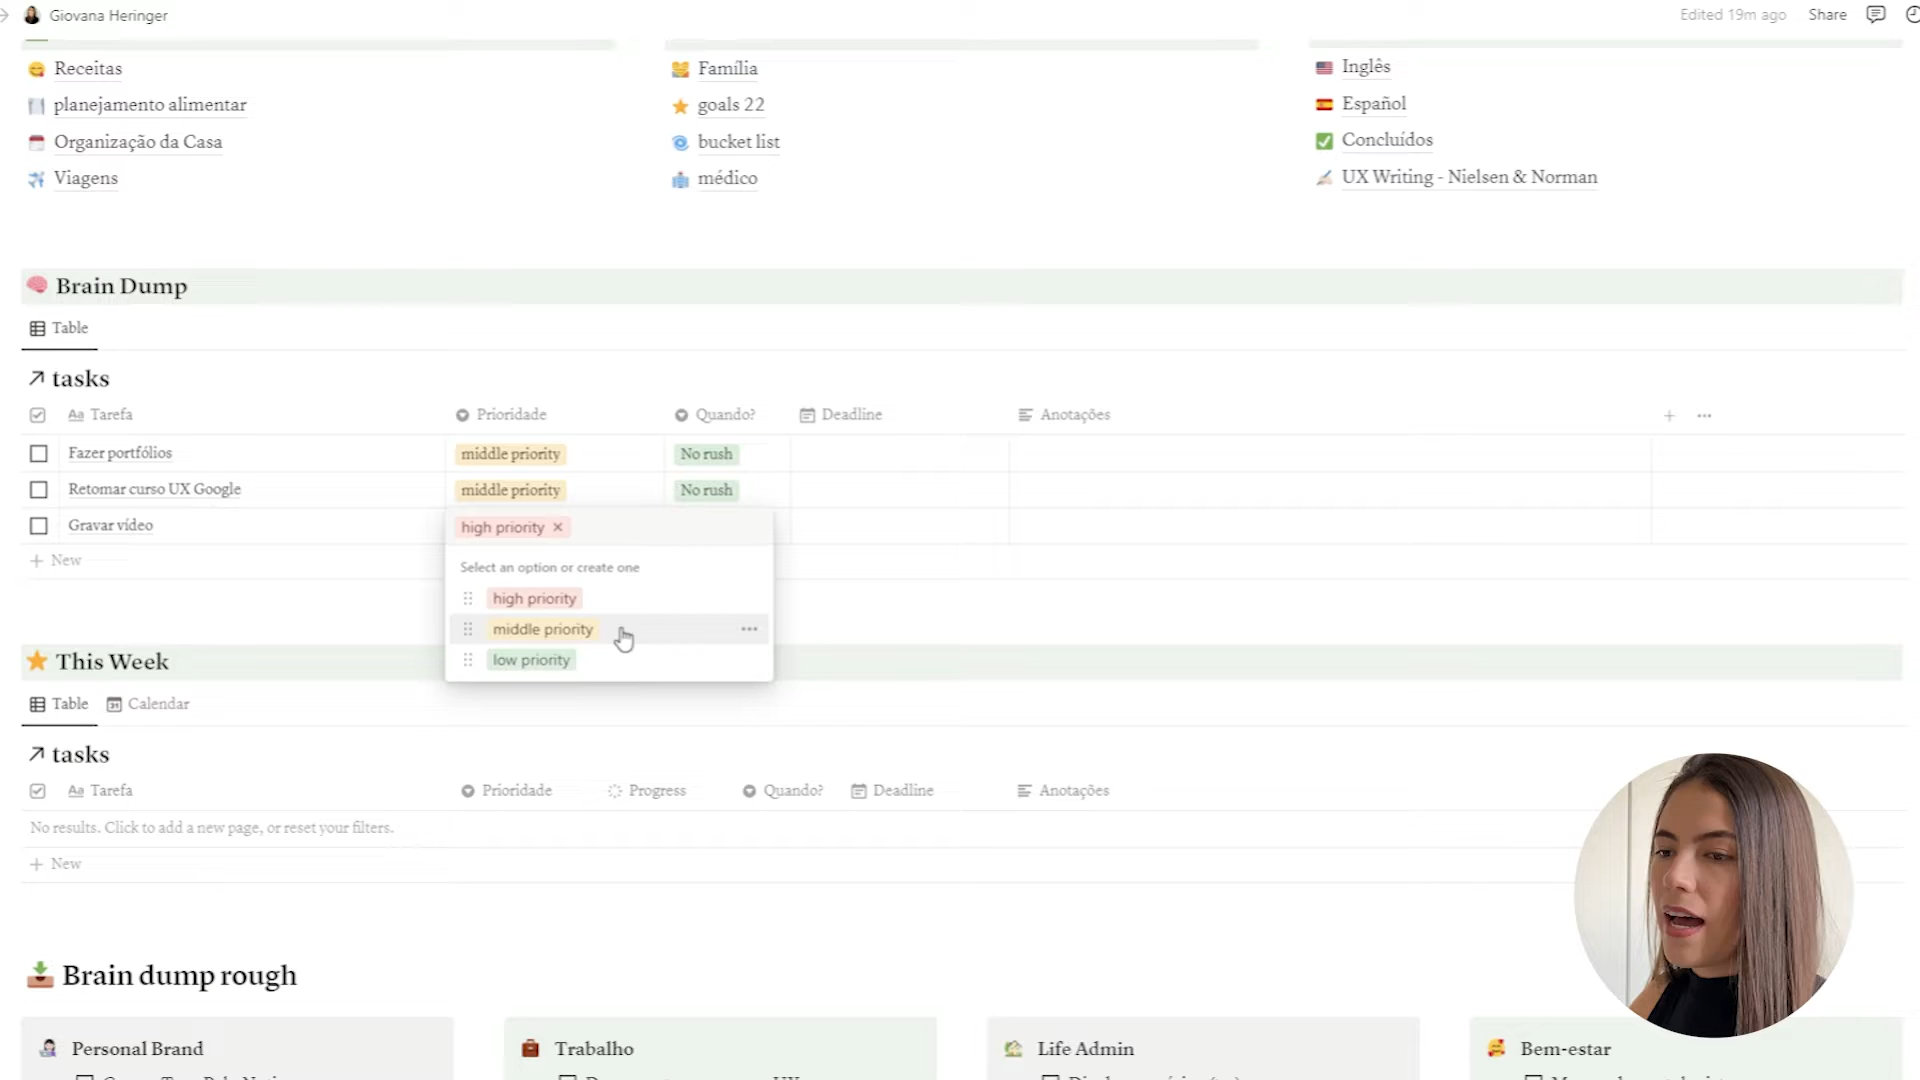 Giovana Heringer
Edited 19m ago Share
Receitas
planejamento alimentar
Organização da Casa
Viagens
Família
goals 22
bucket list
médico
Inglês
Español
Concluídos
UX Writing - Nielsen & Norman
Brain Dump
Table
tasks
Aa Tarefa Prioridade Quando? Deadline Anotações
Fazer portfólios middle priority No rush
Retomar curso UX Google middle priority No rush
Gravar vídeo high priority
New
Select an option or create one
high priority
middle priority
low priority
This Week
Table Calendar
tasks
Aa Tarefa Prioridade Progress Quando? Deadline Anotações
No results. Click to add a new page, or reset your filters.
New
Brain dump rough
Personal Brand
Trabalho
Life Admin
Bem-estar